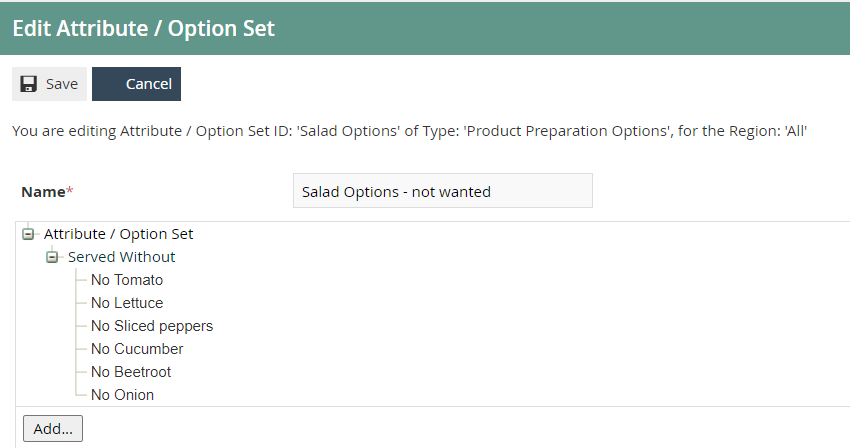 Edit Attribute / Option Set
Save Cancel
You are editing Attribute / Option Set ID: 'Salad Options' of Type: 'Product Preparation Options', for the Region: 'All'
Name* Salad Options - not wanted
Attribute / Option Set
Served Without
No Tomato
No Lettuce
No Sliced peppers
No Cucumber
No Beetroot
No Onion
Add...